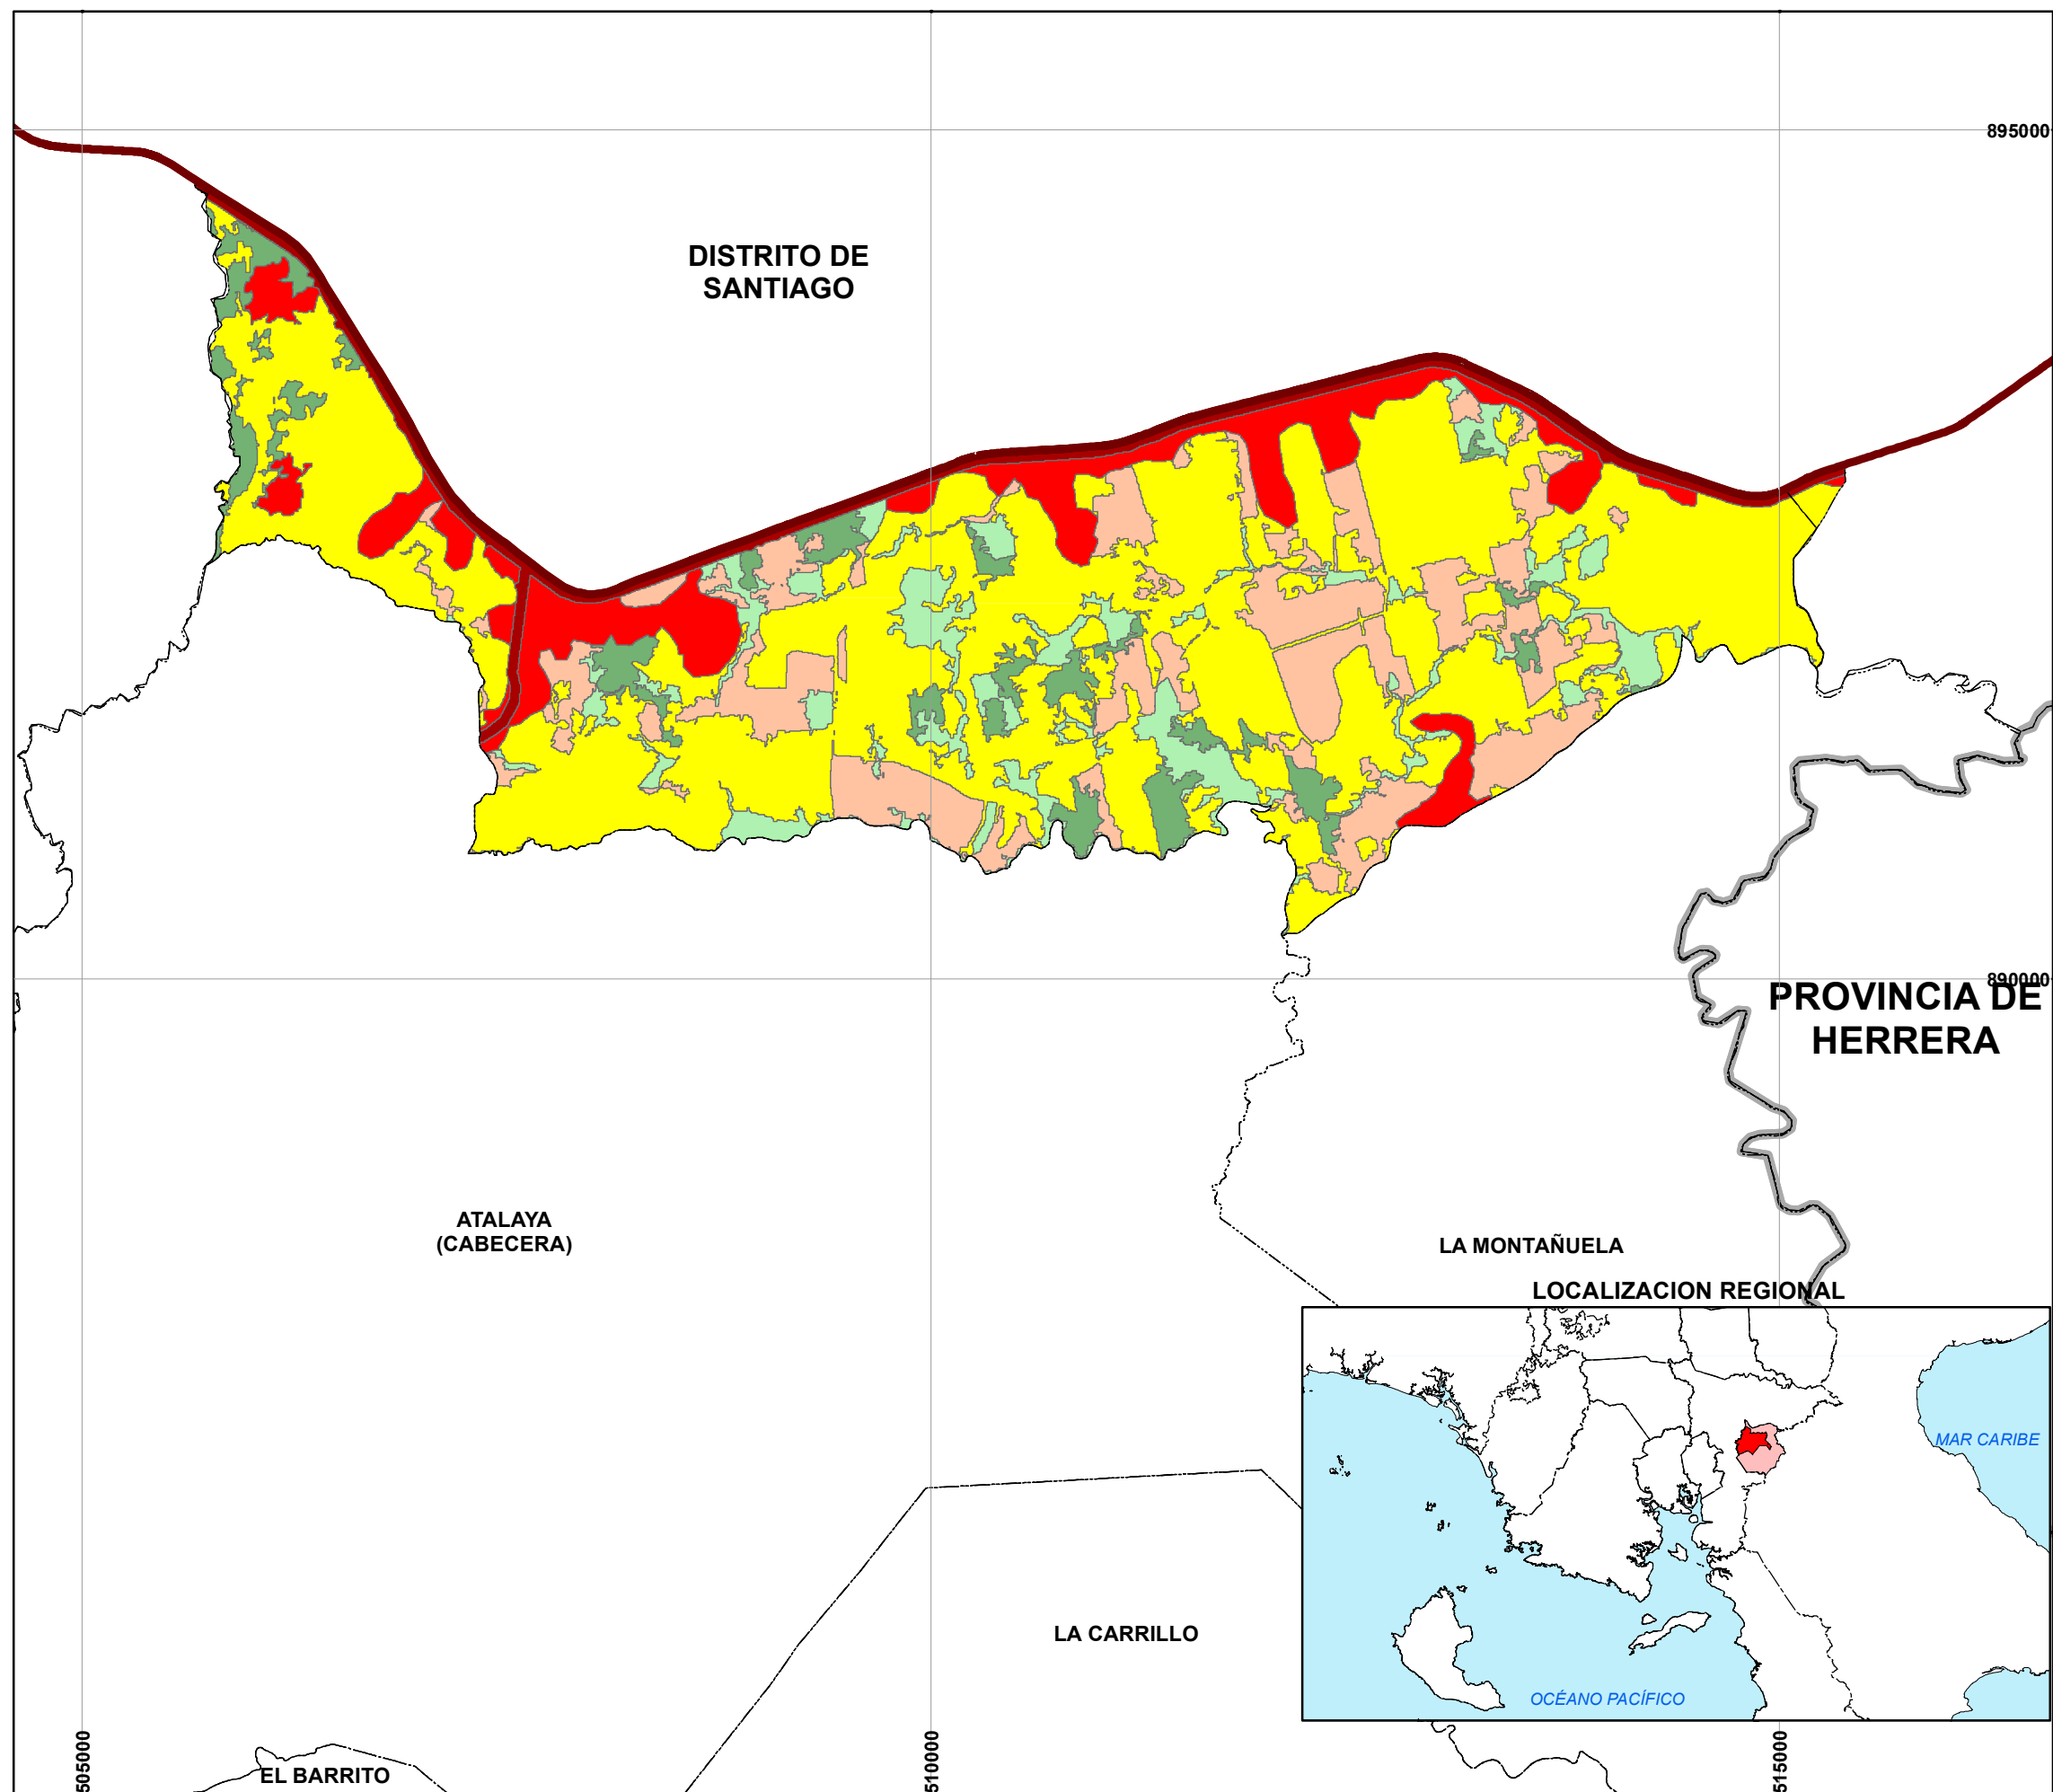 895000
DISTRITO DE
SANTIAGO
890000
PROVINCIA DE
HERRERA
ATALAYA
(CABECERA)
LA MONTAÑUELA
LOCALIZACION REGIONAL
MAR CARIBE
LA CARRILLO
OCÉANO PACÍFICO
EL BARRITO
505000
510000
515000